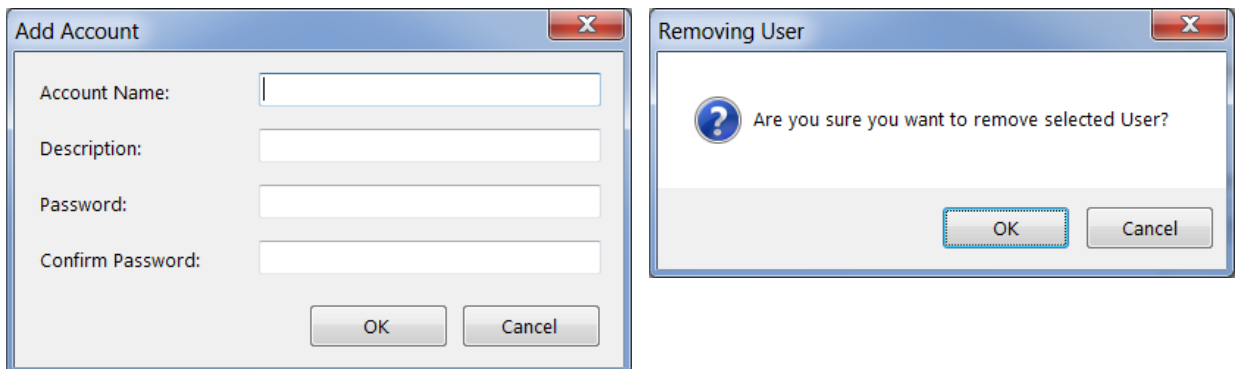 Add Account
Account Name:
Description:
Password:
Confirm Password:
OK Cancel
Removing User
Are you sure you want to remove selected User?
OK Cancel